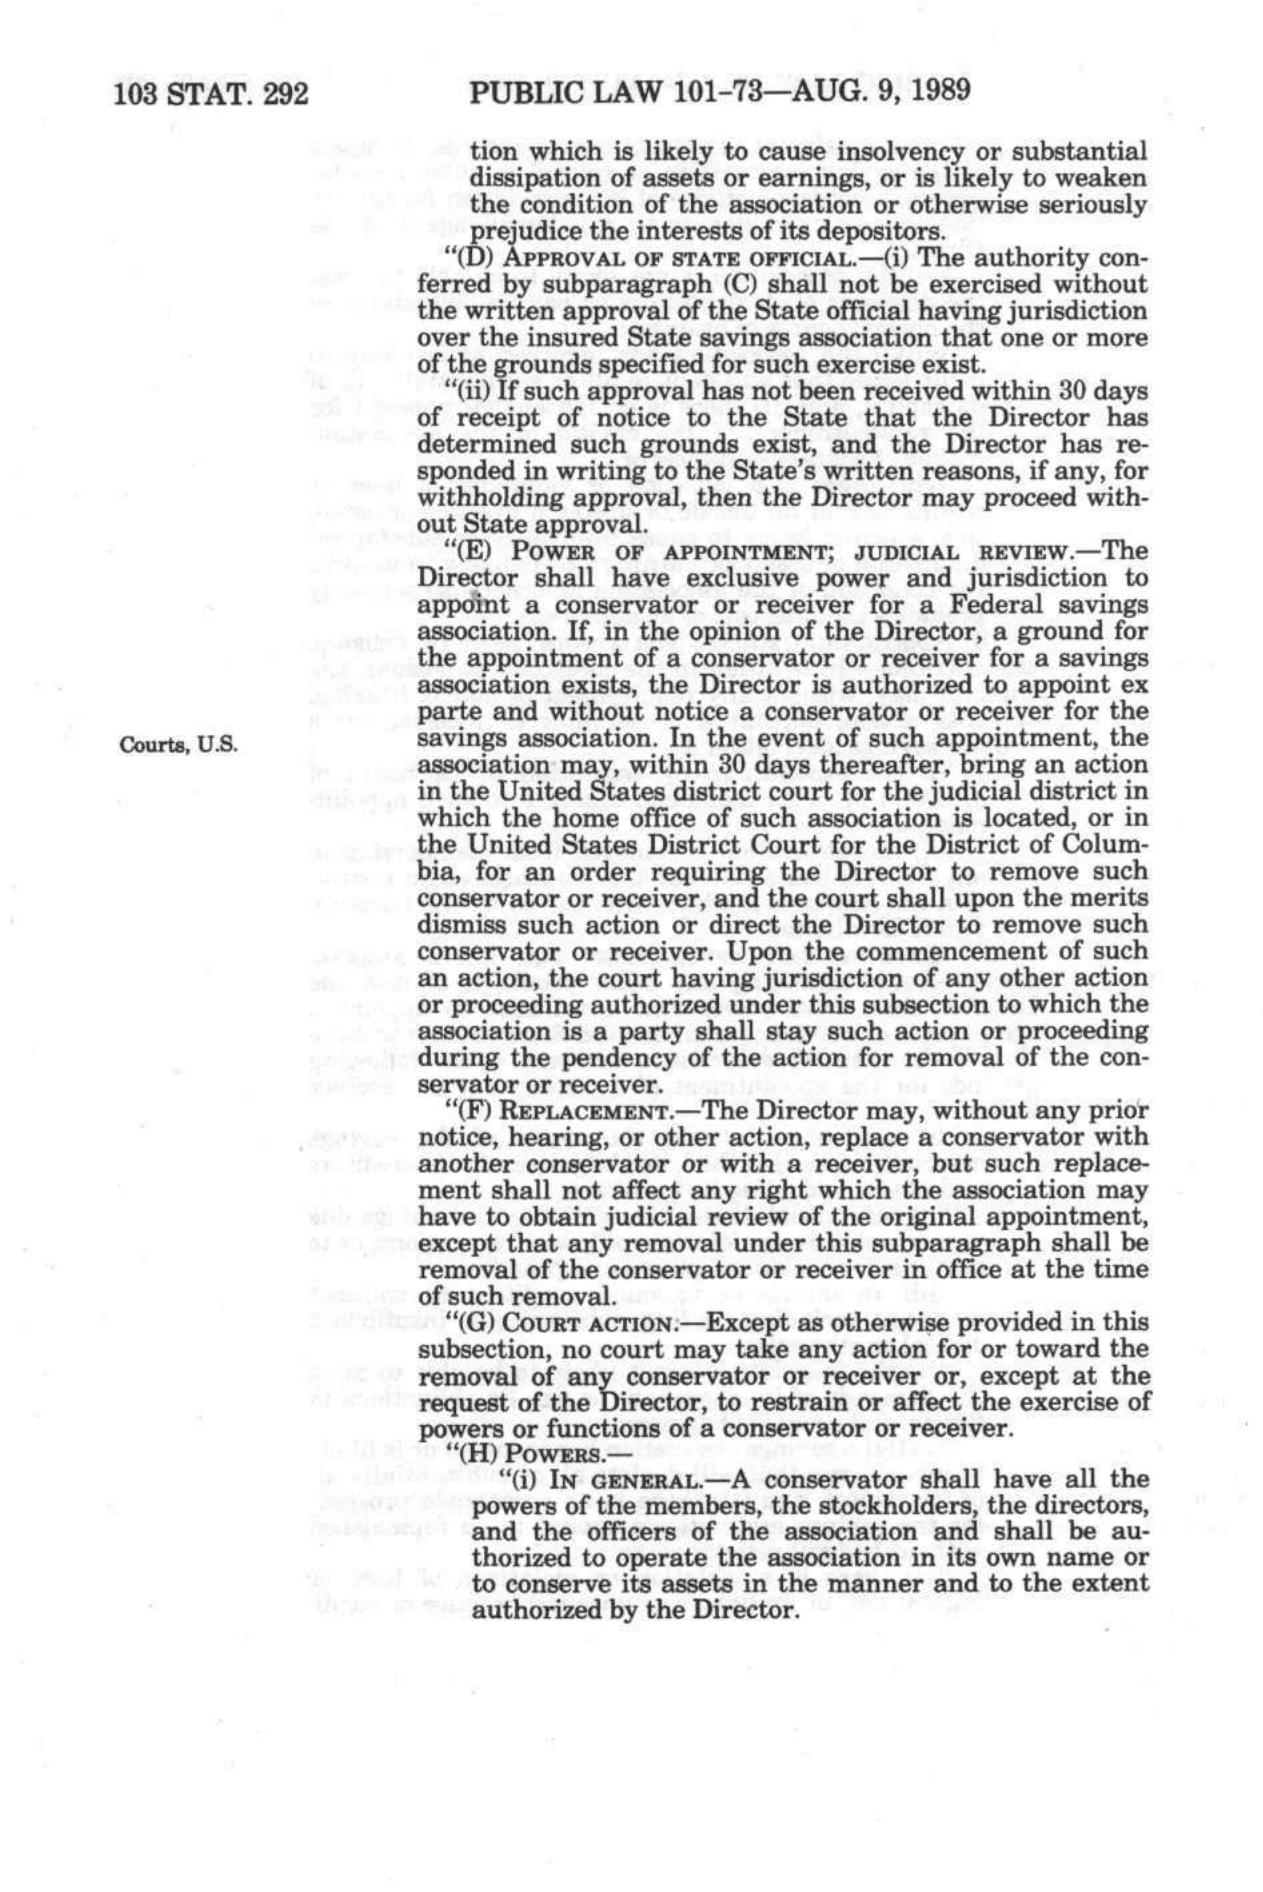 103 STAT. 292 PUBLIC LAW 101–73—AUG. 9, 1989
tion which is likely to cause insolvency or substantial
dissipation of assets or earnings, or is likely to weaken
the condition of the association or otherwise seriously
prejudice the interests of its depositors.
“(D) APPROVAL OF STATE OFFICIAL.—(i) The authority con-
ferred by subparagraph (C) shall not be exercised without
the written approval of the State official having jurisdiction
over the insured State savings association that one or more
of the grounds specified for such exercise exist.
“(ii) If such approval has not been received within 30 days
of receipt of notice to the State that the Director has
determined such grounds exist, and the Director has re-
sponded in writing to the State's written reasons, if any, for
withholding approval, then the Director may proceed with-
out State approval.
“(E) POWER OF APPOINTMENT; JUDICIAL REVIEW.—The
Director shall have exclusive power and jurisdiction to
appoint a conservator or receiver for a Federal savings
association. If, in the opinion of the Director, a ground for
the appointment of a conservator or receiver for a savings
association exists, the Director is authorized to appoint ex
parte and without notice a conservator or receiver for the
Courts, U.S.
savings association. In the event of such appointment, the
association may, within 30 days thereafter, bring an action
in the United States district court for the judicial district in
which the home office of such association is located, or in
the United States District Court for the District of Colum-
bia, for an order requiring the Director to remove such
conservator or receiver, and the court shall upon the merits
dismiss such action or direct the Director to remove such
conservator or receiver. Upon the commencement of such
an action, the court having jurisdiction of any other action
or proceeding authorized under this subsection to which the
association is a party shall stay such action or proceeding
during the pendency of the action for removal of the con-
servator or receiver.
“(F) REPLACEMENT.—The Director may, without any prior
notice, hearing, or other action, replace a conservator with
another conservator or with a receiver, but such replace-
ment shall not affect any right which the association may
have to obtain judicial review of the original appointment,
except that any removal under this subparagraph shall be
removal of the conservator or receiver in office at the time
of such removal.
“(G) COURT ACTION.—Except as otherwise provided in this
subsection, no court may take any action for or toward the
removal of any conservator or receiver or, except at the
request of the Director, to restrain or affect the exercise of
powers or functions of a conservator or receiver.
“(H) POWERS.—
“(i) IN GENERAL.—A conservator shall have all the
powers of the members, the stockholders, the directors,
and the officers of the association and shall be au-
thorized to operate the association in its own name or
to conserve its assets in the manner and to the extent
authorized by the Director.